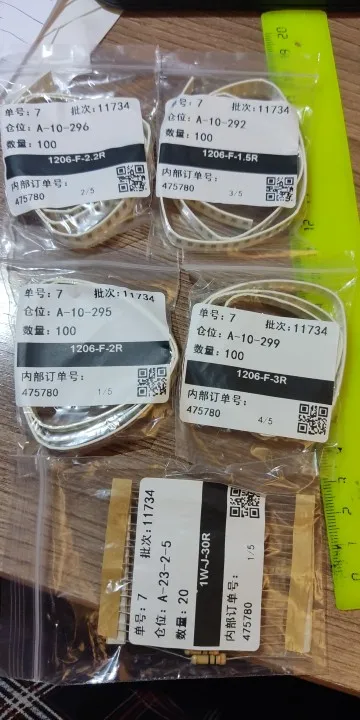 单号: 7 批次:11734
仓位: A-10-296
数量: 100
1206-F-2.2R
内部订单号:
475780 2/5
单号: 7 批次:11734
仓位: A-10-292
数量: 100
1206-F-1.5R
内部订单号:
475780 3/5
单号: 7 批次:11734
仓位: A-10-295
数量: 100
1206-F-2R
内部订单号:
475780 1/5
单号: 7 批次:11734
仓位: A-10-299
数量: 100
1206-F-3R
内部订单号:
475780 4/5
单号: 7 批次:11734
仓位: A-23-2-5
数量: 20
1W-J-30R
内部订单号:
475780 1/5
20
19